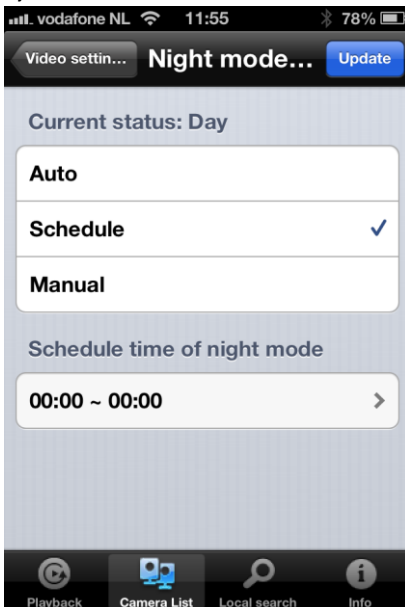 vodafone NL 11:55 78%
Video settin... Night mode... Update
Current status: Day
Auto
Schedule
Manual
Schedule time of night mode
00:00 ~ 00:00
Playback Camera List Local search Info